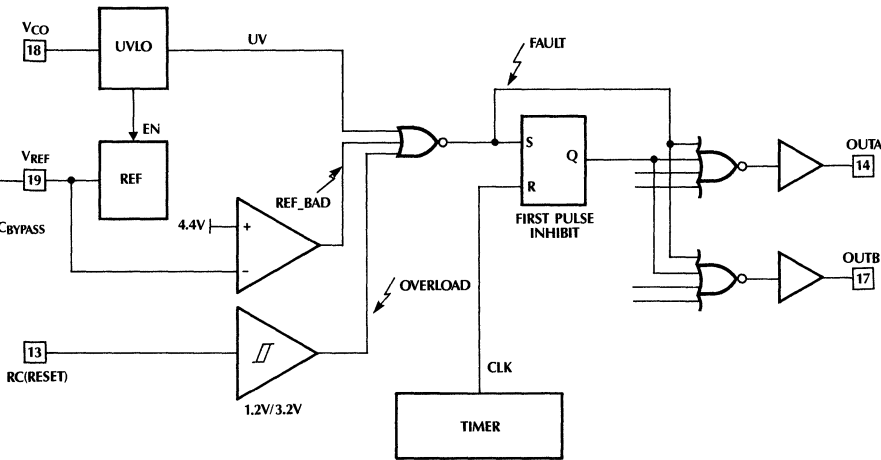 VCO
18
UVLO
UV
FAULT
EN
VREF
19
REF
REF_BAD
CBYPASS
4.4V
+
−
S
Q
R
FIRST PULSE
INHIBIT
OUTA
14
OUTB
17
OVERLOAD
13
RC(RESET)
1.2V/3.2V
CLK
TIMER